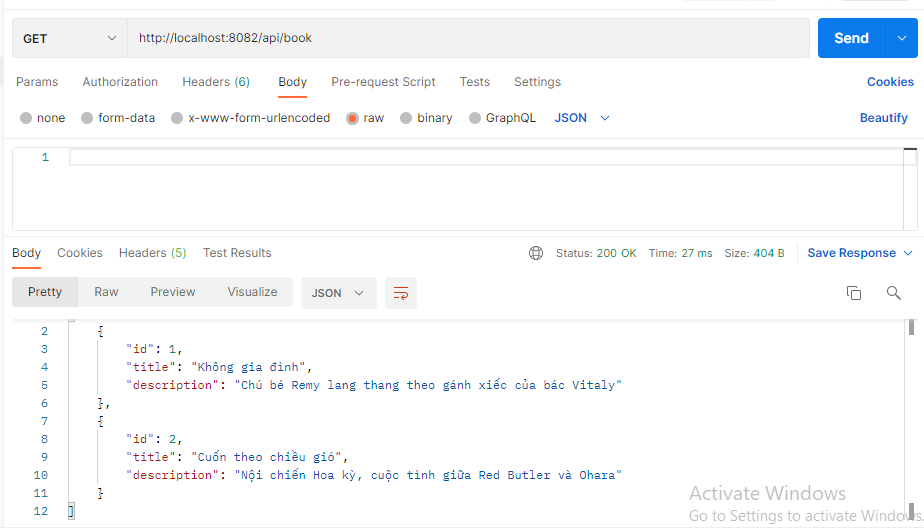 GET http://localhost:8082/api/book Send
Params Authorization Headers (6) Body Pre-request Script Tests Settings Cookies
none form-data x-www-form-urlencoded raw binary GraphQL JSON Beautify
1
Body Cookies Headers (5) Test Results Status: 200 OK Time: 27 ms Size: 404 B Save Response
Pretty Raw Preview Visualize JSON
2 {
3 "id": 1,
4 "title": "Không gia đình",
5 "description": "Chú bé Remy lang thang theo gánh xiếc của bác Vitaly"
6 },
7 {
8 "id": 2,
9 "title": "Cuốn theo chiều gió",
10 "description": "Nội chiến Hoa kỳ, cuộc tình giữa Red Butler và Ohara"
11 }
12 ]
Activate Windows
Go to Settings to activate Windows.